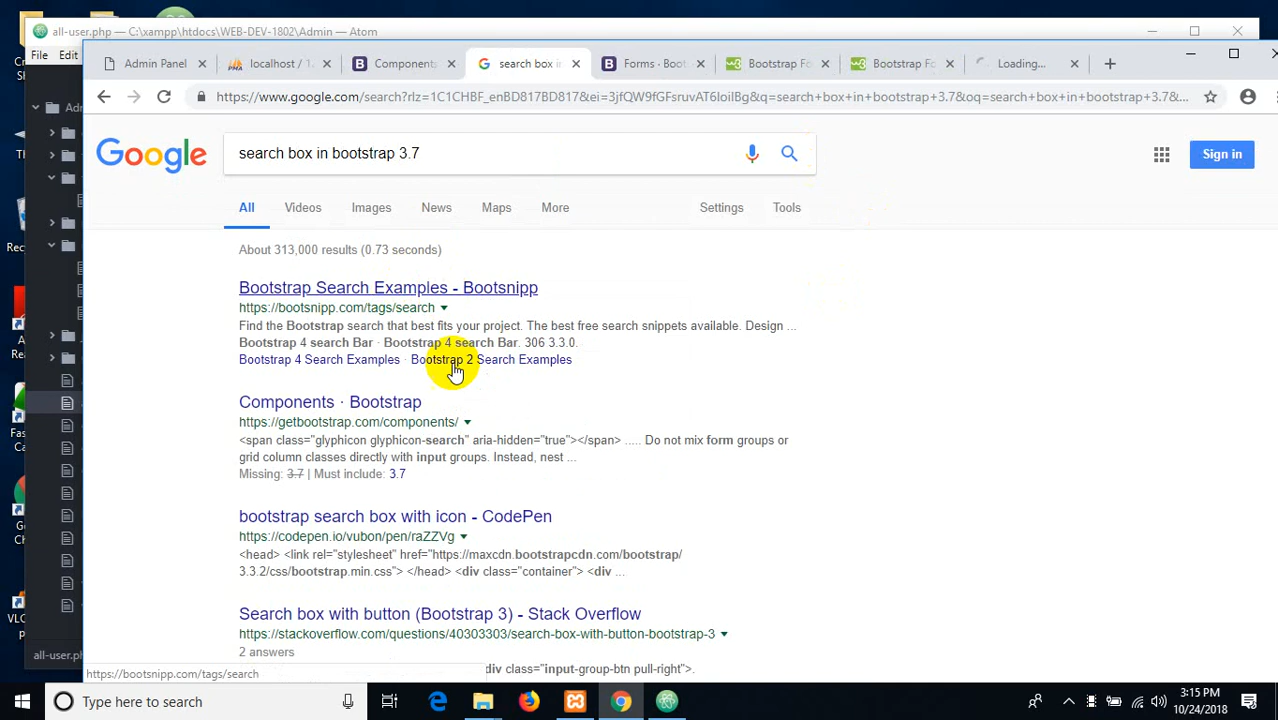 all-user.php — C:\xampp\htdocs\WEB-DEV-1802\Admin — Atom
File Edit
Admin Panel
localhost / 1
Components
search box in
Forms · Boot
Bootstrap Fo
Bootstrap Fo
Loading...
https://www.google.com/search?rlz=1C1CHBF_enBD817BD817&ei=3jfQW9fGFsruvAT6IoilBg&q=search+box+in+bootstrap+3.7&oq=search+box+in+bootstrap+3.7&...
Google
search box in bootstrap 3.7
Sign in
All Videos Images News Maps More Settings Tools
About 313,000 results (0.73 seconds)
Bootstrap Search Examples - Bootsnipp
https://bootsnipp.com/tags/search
Find the Bootstrap search that best fits your project. The best free search snippets available. Design ...
Bootstrap 4 search Bar · Bootstrap 4 search Bar. 306 3.3.0.
Bootstrap 4 Search Examples · Bootstrap 2 Search Examples
Components · Bootstrap
https://getbootstrap.com/components/
<span class="glyphicon glyphicon-search" aria-hidden="true"></span> ..... Do not mix form groups or
grid column classes directly with input groups. Instead, nest ...
Missing: 3.7 | Must include: 3.7
bootstrap search box with icon - CodePen
https://codepen.io/vubon/pen/raZZVg
<head> <link rel="stylesheet" href="https://maxcdn.bootstrapcdn.com/bootstrap/
3.3.2/css/bootstrap.min.css"> </head> <div class="container"> <div ...
Search box with button (Bootstrap 3) - Stack Overflow
https://stackoverflow.com/questions/40303303/search-box-with-button-bootstrap-3
2 answers
div class="input-group-btn pull-right">.
all-user.ph
https://bootsnipp.com/tags/search
Type here to search
3:15 PM
10/24/2018